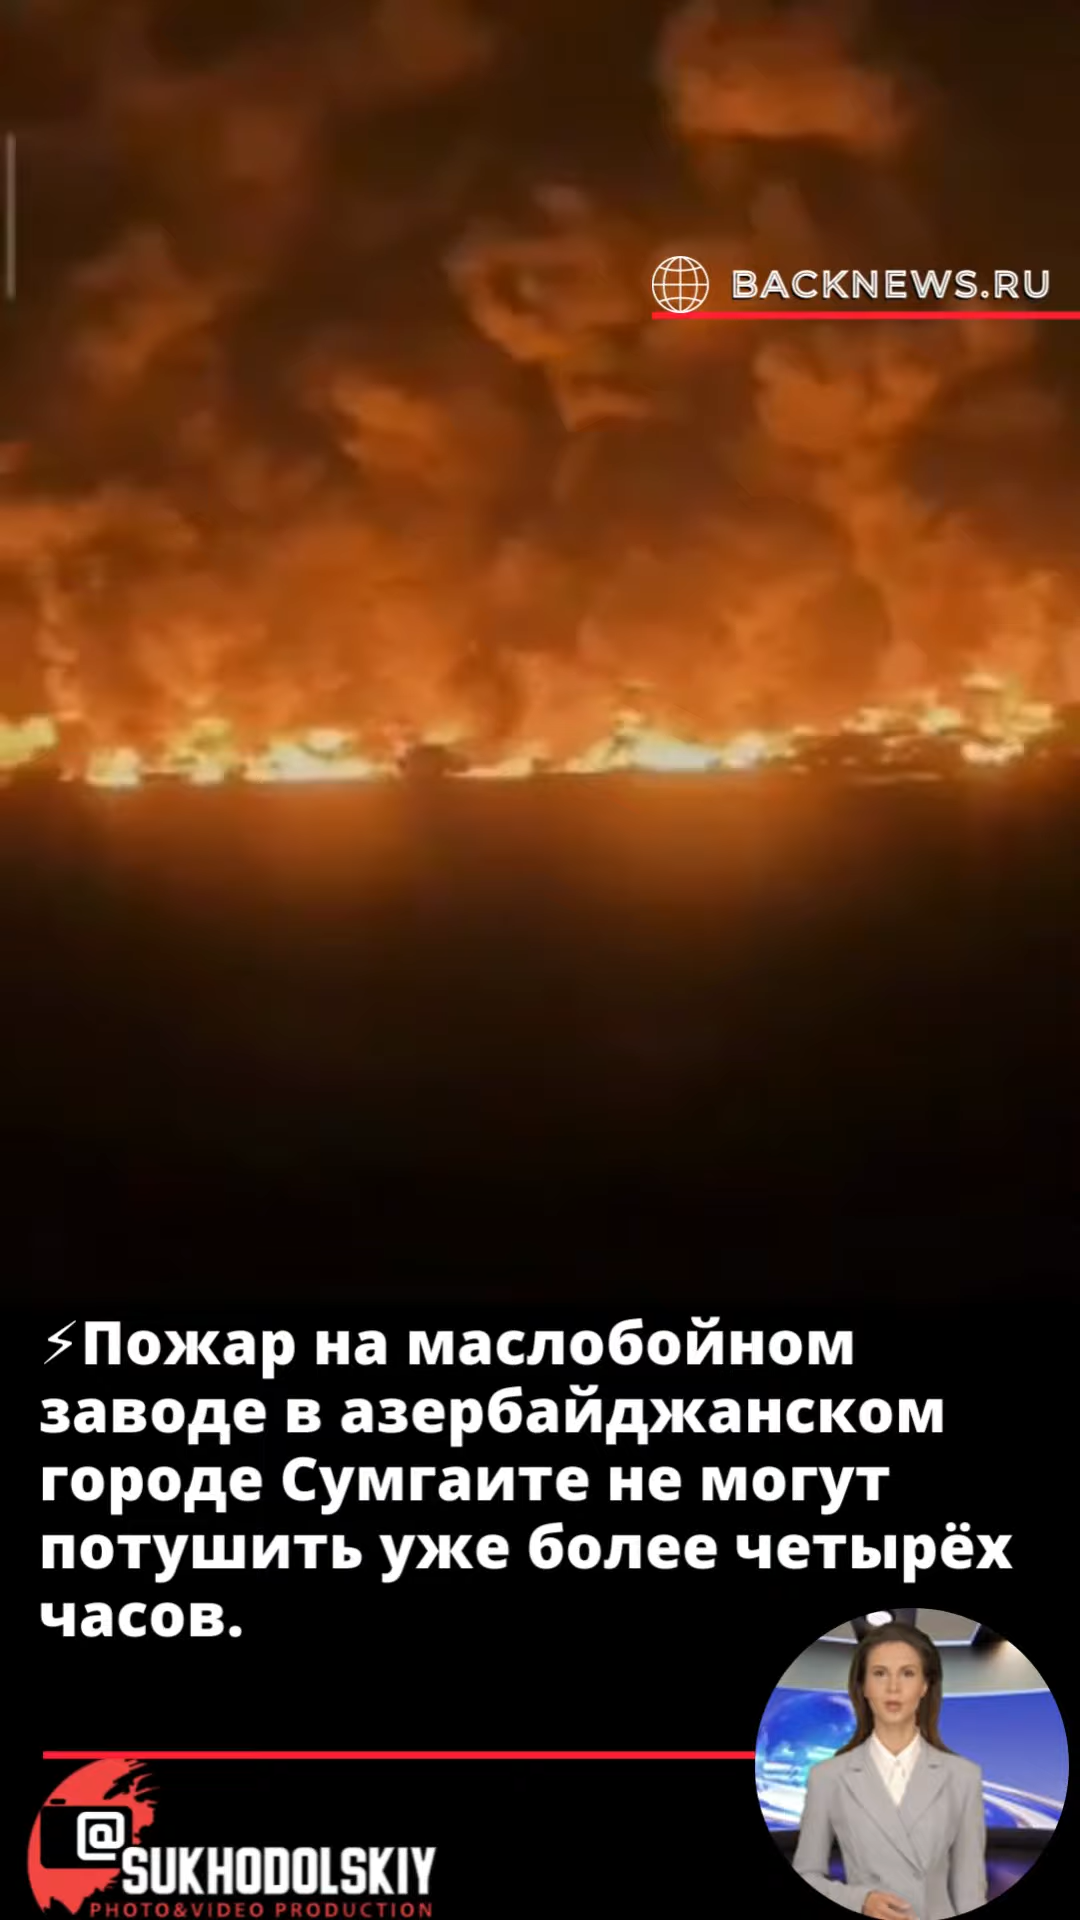 BACKNEWS.RU
⚡Пожар на маслобойном
заводе в азербайджанском
городе Сумгаите не могут
потушить уже более четырёх
часов.
@SUKHODOLSKIY
PHOTO&VIDEO PRODUCTION